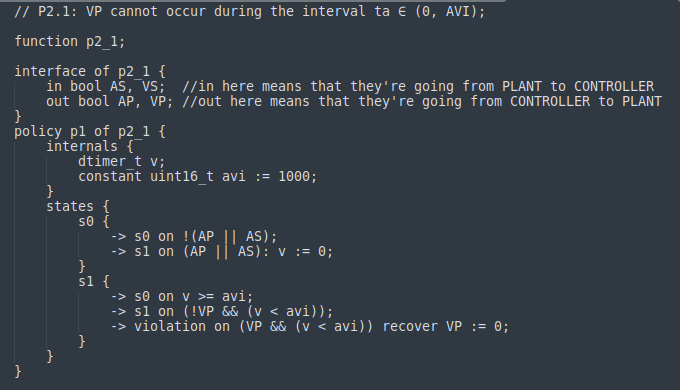 // P2.1: VP cannot occur during the interval ta ∈ (0, AVI);
function p2_1;
interface of p2_1 {
in bool AS, VS;  //in here means that they're going from PLANT to CONTROLLER
out bool AP, VP; //out here means that they're going from CONTROLLER to PLANT
}
policy p1 of p2_1 {
internals {
dtimer_t v;
constant uint16_t avi := 1000;
}
states {
s0 {
-> s0 on !(AP || AS);
-> s1 on (AP || AS): v := 0;
}
s1 {
-> s0 on v >= avi;
-> s1 on (!VP && (v < avi));
-> violation on (VP && (v < avi)) recover VP := 0;
}
}
}